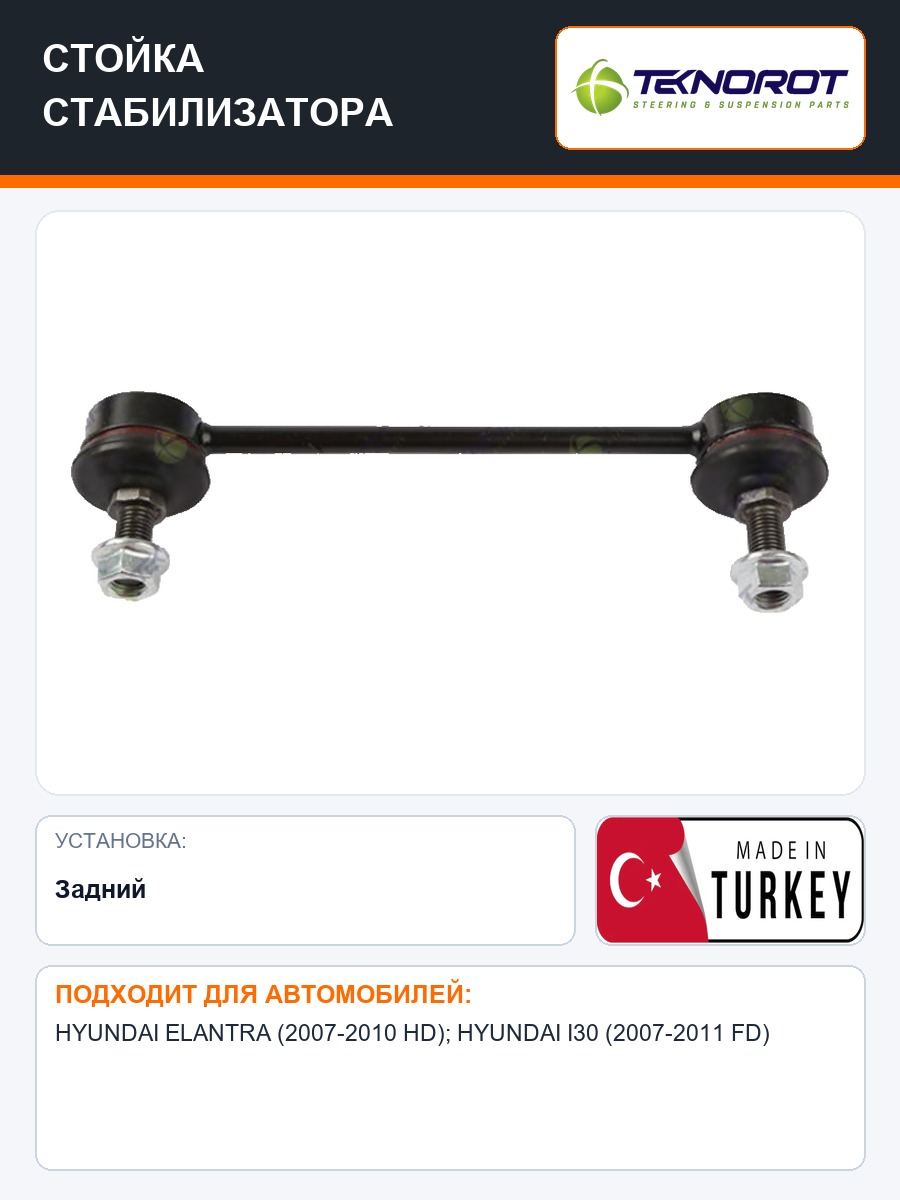 СТОЙКА
СТАБИЛИЗАТОРА
TEKNOROT
STEERING & SUSPENSION PARTS
УСТАНОВКА:
Задний
MADE IN
TURKEY
ПОДХОДИТ ДЛЯ АВТОМОБИЛЕЙ:
HYUNDAI ELANTRA (2007-2010 HD); HYUNDAI I30 (2007-2011 FD)